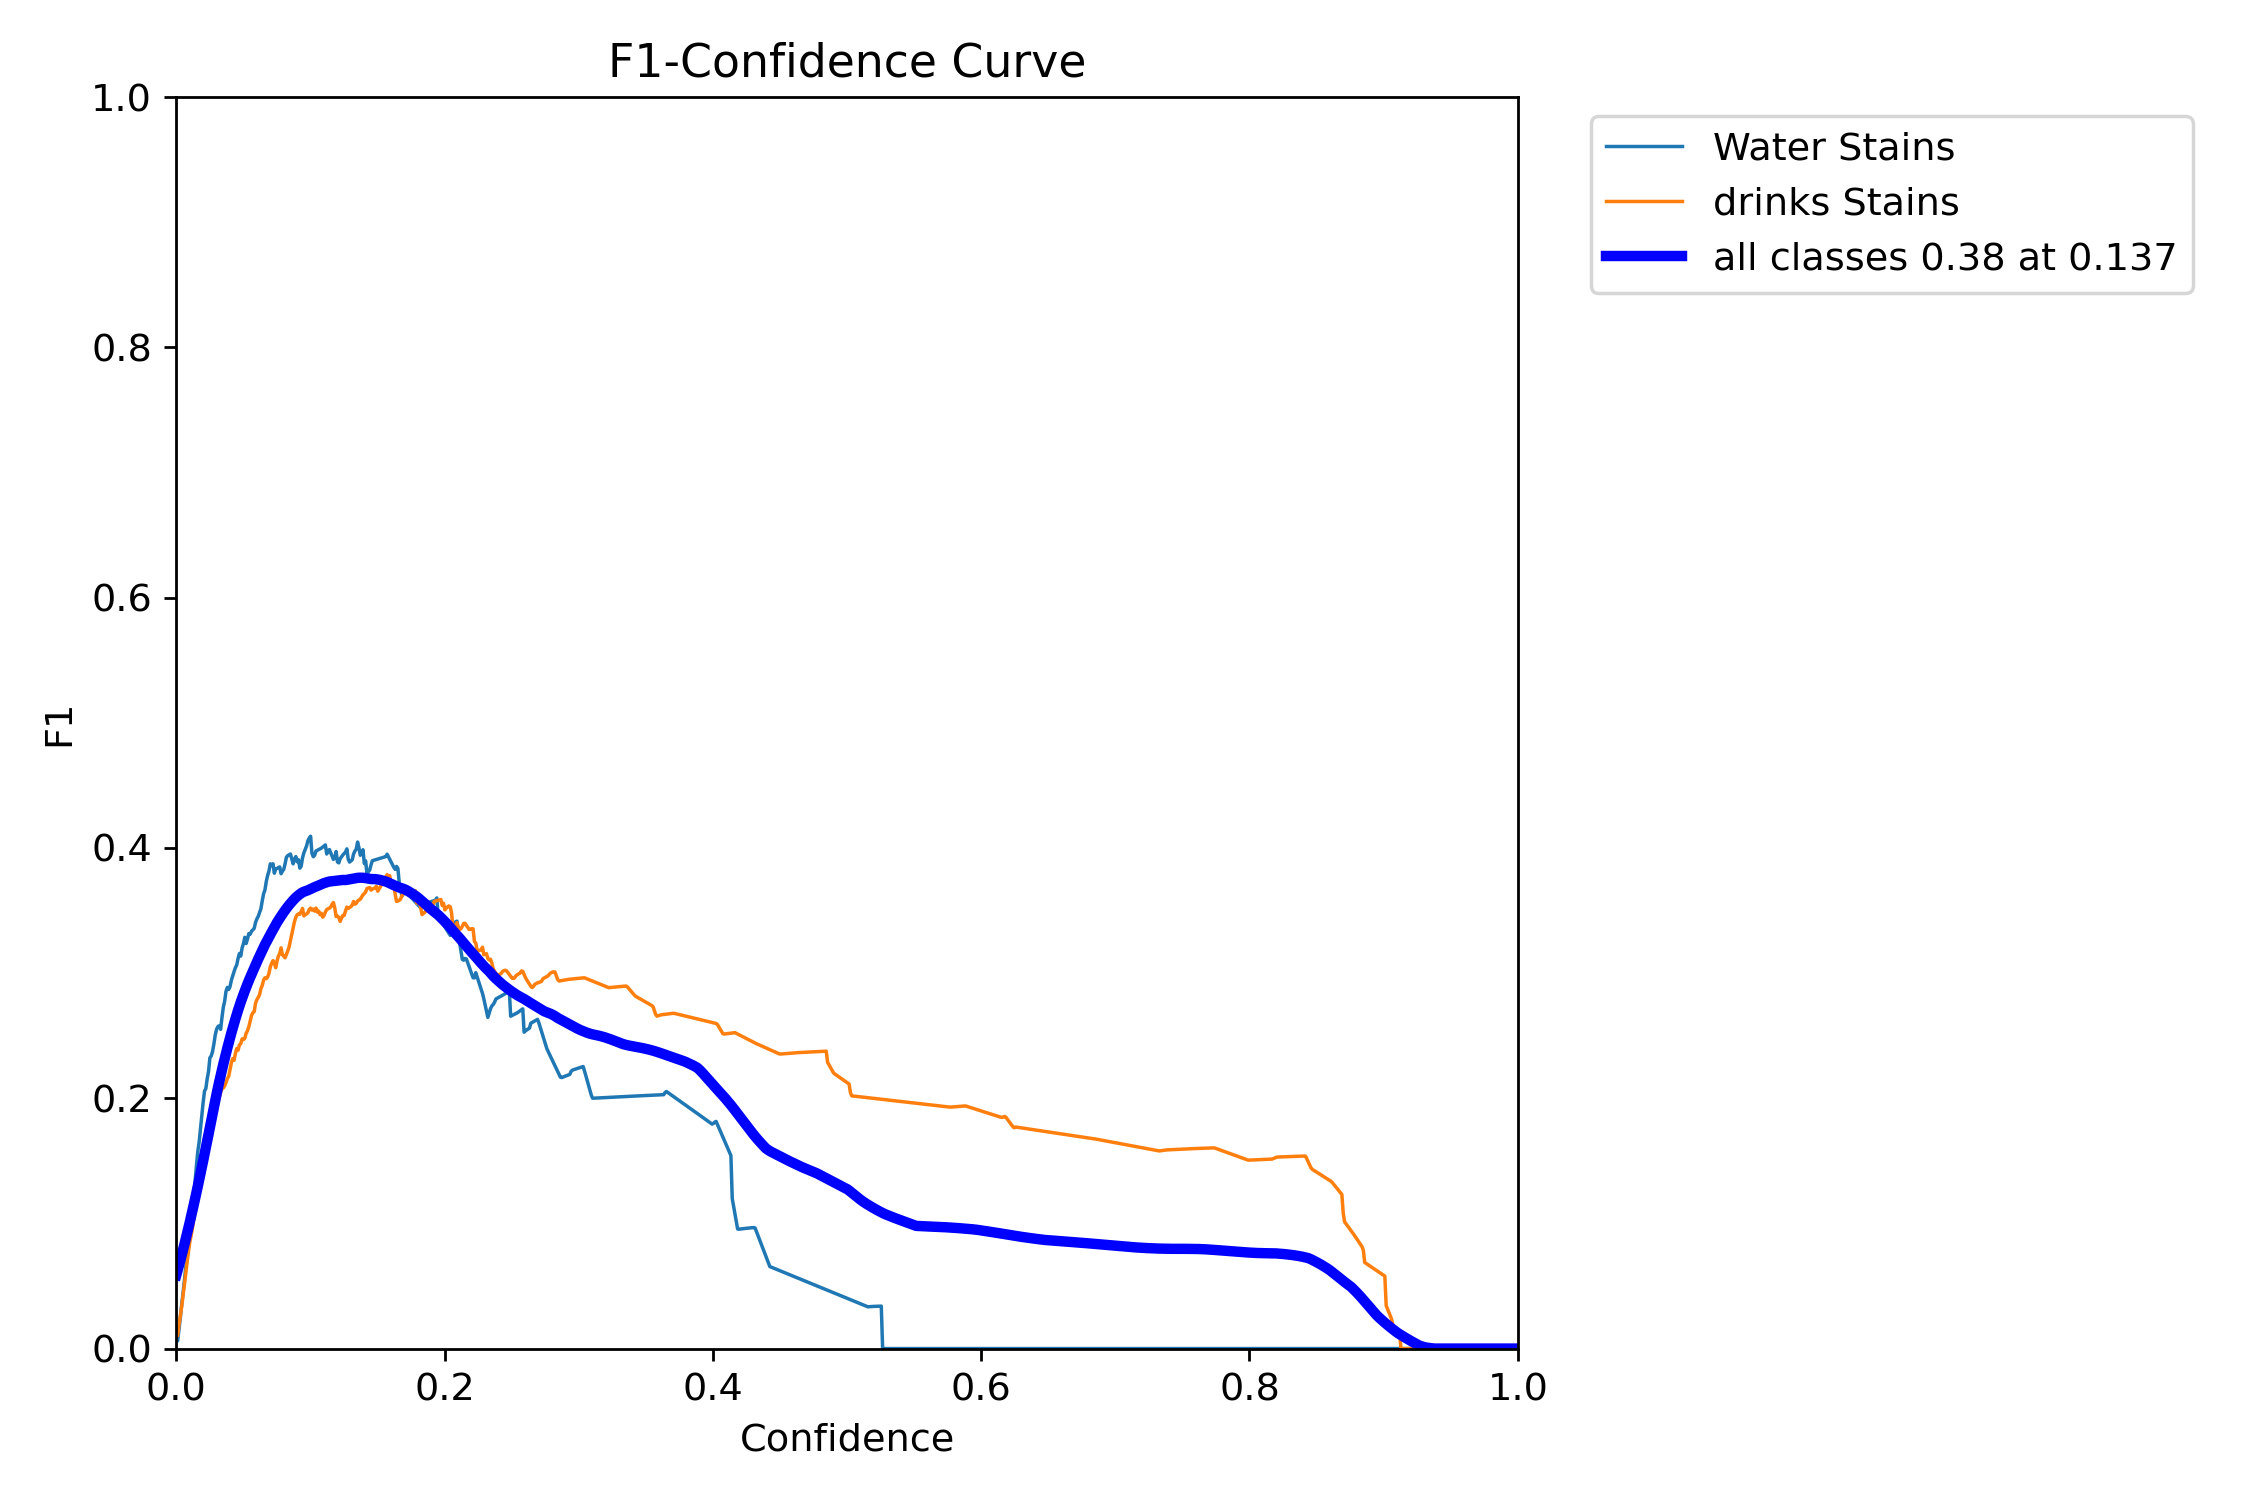 F1-Confidence Curve
1.0
0.8
0.6
0.4
0.2
0.0
F1
0.0 0.2 0.4 0.6 0.8 1.0
Confidence
Water Stains
drinks Stains
all classes 0.38 at 0.137